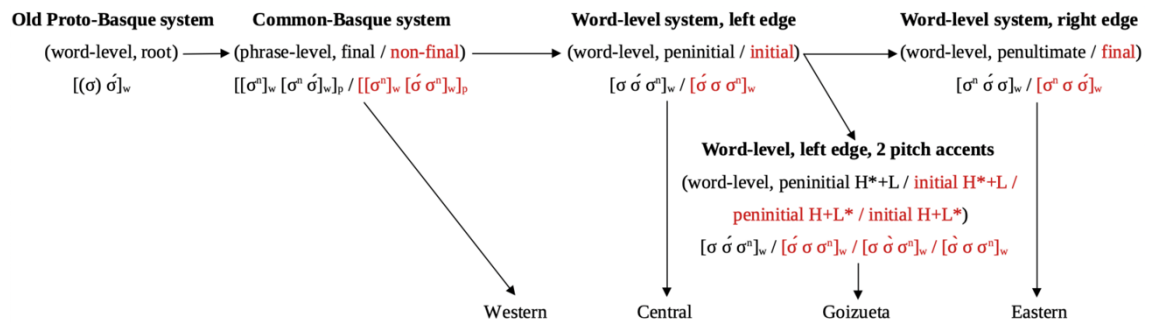 Old Proto-Basque system
(word-level, root)
[(σ) σ́]w
Common-Basque system
(phrase-level, final / non-final)
[[σⁿ]w [σⁿ σ́]w]p / [[σⁿ]w [σ́ σⁿ]w]p
Word-level system, left edge
(word-level, peninitial / initial)
[σ σ́ σⁿ]w / [σ́ σ σⁿ]w
Word-level system, right edge
(word-level, penultimate / final)
[σⁿ σ́ σ]w / [σⁿ σ σ́]w
Word-level, left edge, 2 pitch accents
(word-level, peninitial H*+L / initial H*+L /
peninitial H+L* / initial H+L*)
[σ σ́ σⁿ]w / [σ́ σ σⁿ]w / [σ σ̀ σⁿ]w / [σ̀ σ σⁿ]w
Western
Central
Goizueta
Eastern